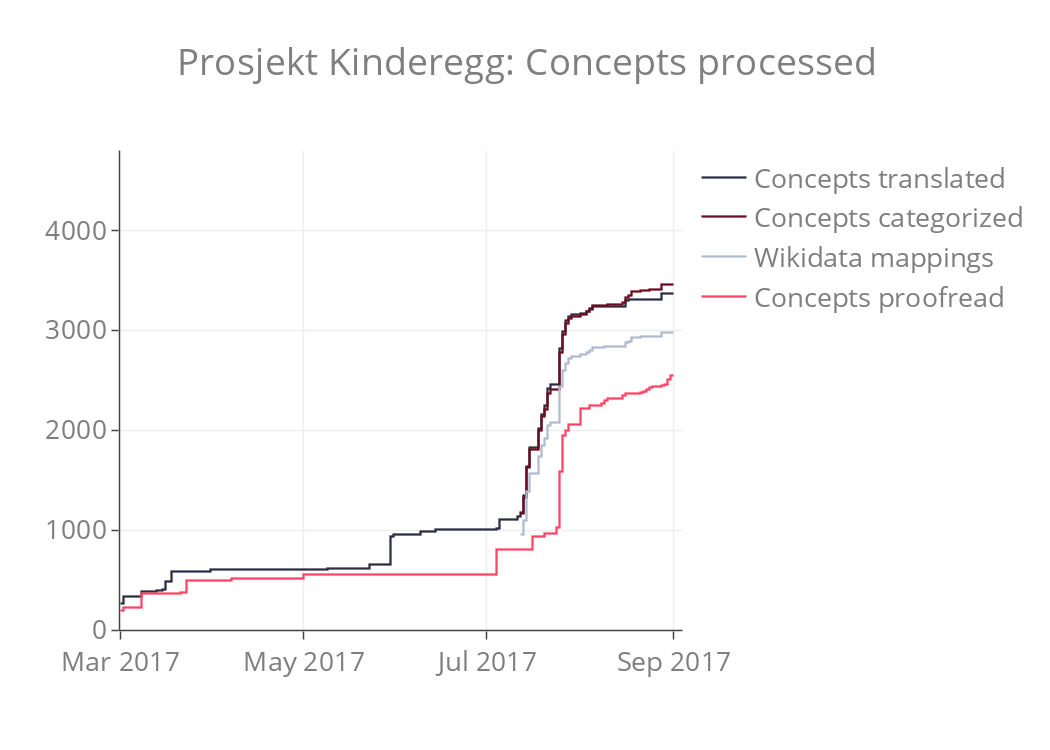 Prosjekt Kinderegg: Concepts processed
Concepts translated
Concepts categorized
Wikidata mappings
Concepts proofread
4000
3000
2000
1000
0
Mar 2017
May 2017
Jul 2017
Sep 2017